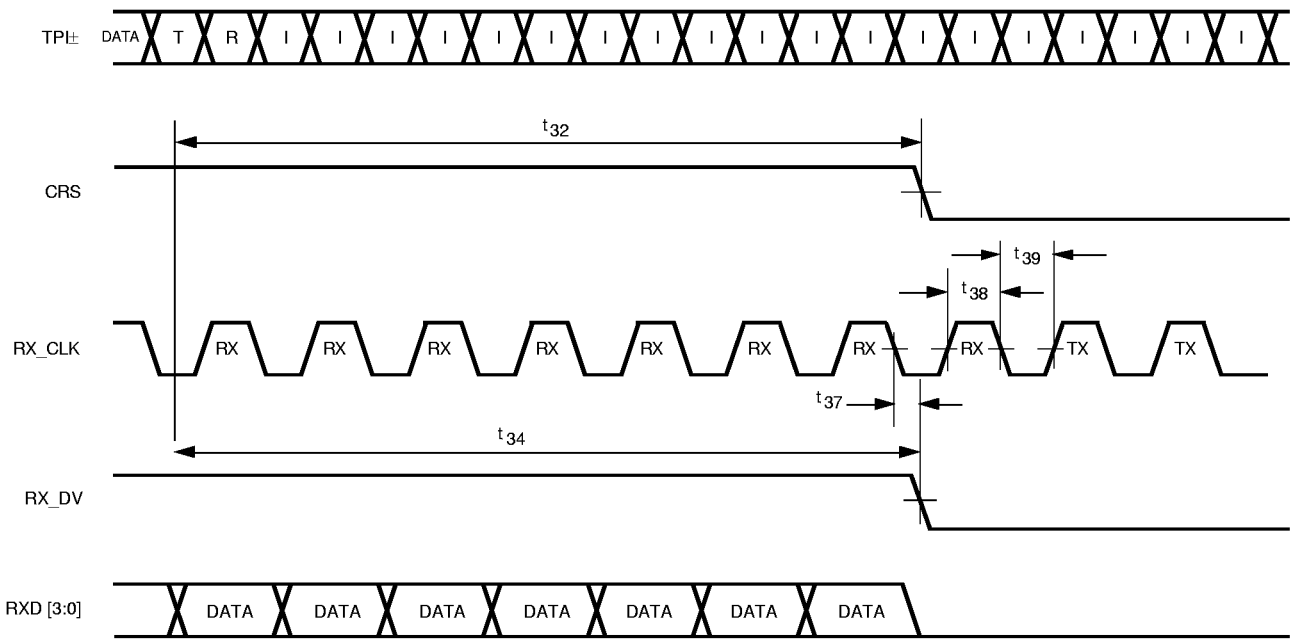 TPI± DATA T R I I I I I I I I I I I I I I I I I I I
t32
CRS
t39
t38
RX_CLK RX RX RX RX RX RX RX RX TX TX
t37
t34
RX_DV
RXD [3:0] DATA DATA DATA DATA DATA DATA DATA